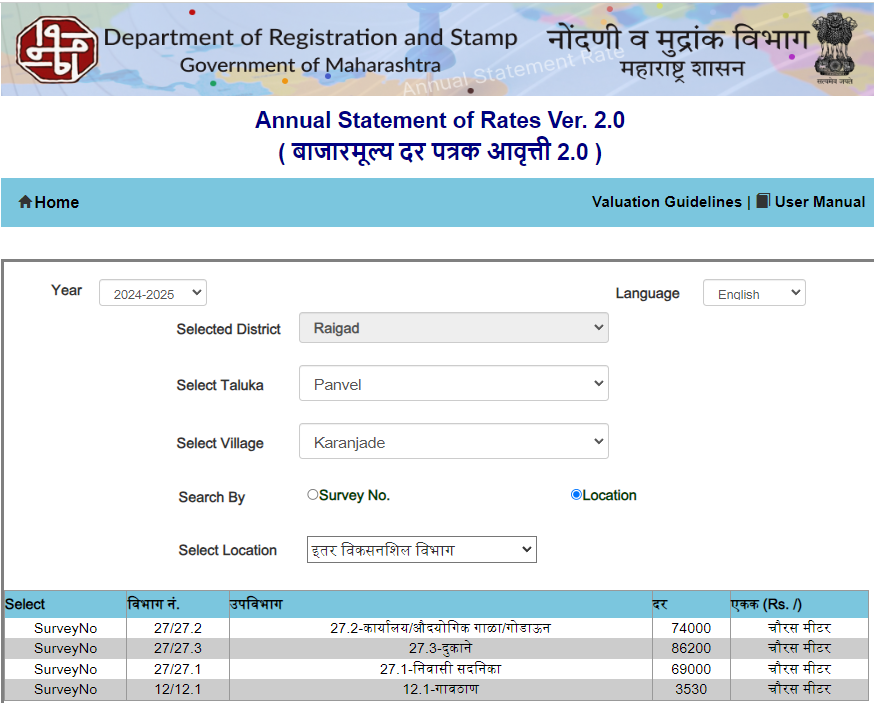 Department of Registration and Stamp
Government of Maharashtra
नोंदणी व मुद्रांक विभाग
महाराष्ट्र शासन
सत्यमेव जयते
Annual Statement Rate
Annual Statement of Rates Ver. 2.0
( बाजारमूल्य दर पत्रक आवृत्ती 2.0 )
Home
Valuation Guidelines | User Manual
Year 2024-2025 Language English
Selected District Raigad
Select Taluka Panvel
Select Village Karanjade
Search By Survey No. Location
Select Location इतर विकसनशिल विभाग
Select विभाग नं. उपविभाग दर एकक (Rs. /)
SurveyNo 27/27.2 27.2-कार्यालय/औदयोगिक गाळा/गोडाऊन 74000 चौरस मीटर
SurveyNo 27/27.3 27.3-दुकाने 86200 चौरस मीटर
SurveyNo 27/27.1 27.1-निवासी सदनिका 69000 चौरस मीटर
SurveyNo 12/12.1 12.1-गावठाण 3530 चौरस मीटर